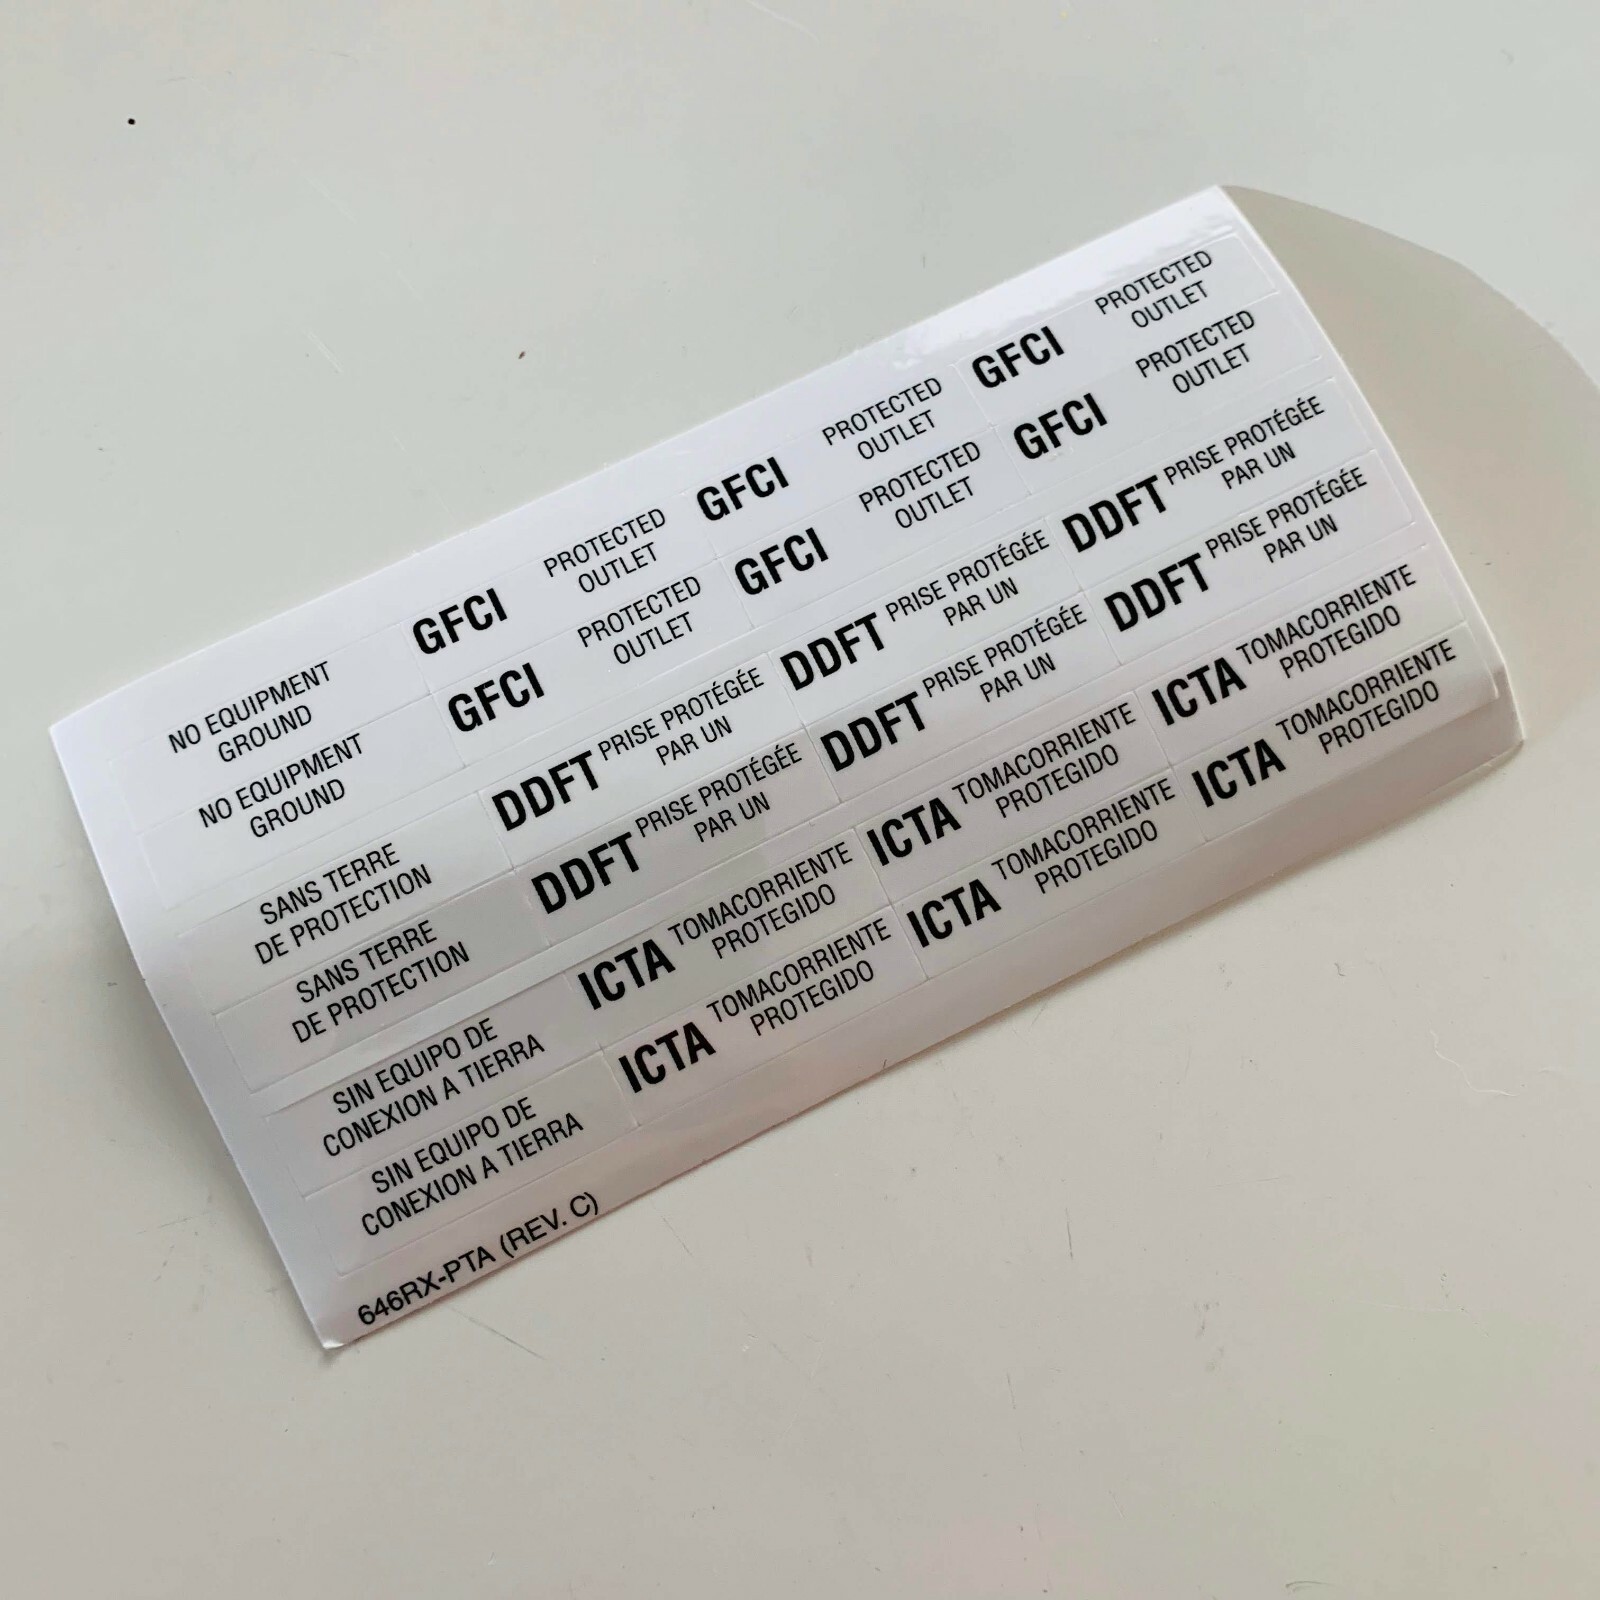 NO EQUIPMENT
GROUND
GFCI PROTECTED
OUTLET
GFCI PROTECTED
OUTLET
GFCI PROTECTED
OUTLET
NO EQUIPMENT
GROUND
GFCI PROTECTED
OUTLET
GFCI PROTECTED
OUTLET
GFCI PROTECTED
OUTLET
SANS TERRE
DE PROTECTION
DDFT PRISE PROTÉGÉE
PAR UN
DDFT PRISE PROTÉGÉE
PAR UN
DDFT PRISE PROTÉGÉE
PAR UN
SANS TERRE
DE PROTECTION
DDFT PRISE PROTÉGÉE
PAR UN
DDFT PRISE PROTÉGÉE
PAR UN
DDFT PRISE PROTÉGÉE
PAR UN
SIN EQUIPO DE
CONEXION A TIERRA
ICTA TOMACORRIENTE
PROTEGIDO
ICTA TOMACORRIENTE
PROTEGIDO
ICTA TOMACORRIENTE
PROTEGIDO
SIN EQUIPO DE
CONEXION A TIERRA
ICTA TOMACORRIENTE
PROTEGIDO
ICTA TOMACORRIENTE
PROTEGIDO
ICTA TOMACORRIENTE
PROTEGIDO
646RX-PTA (REV. C)